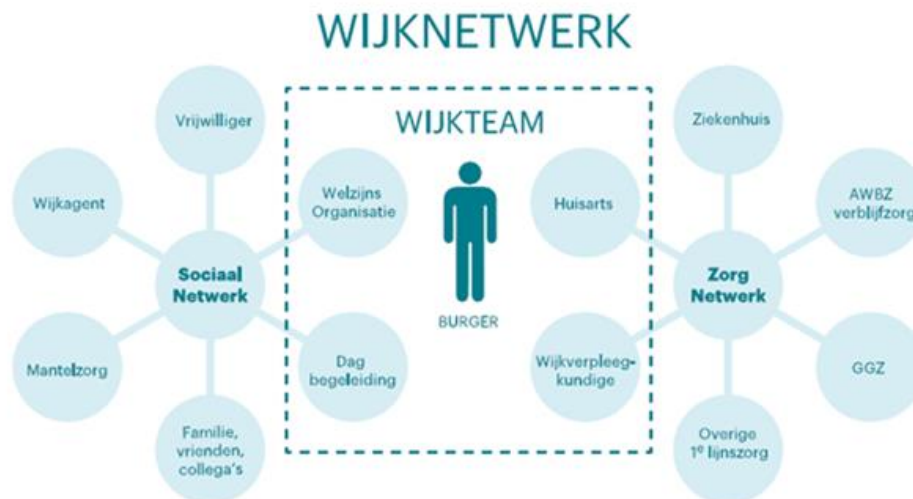 WIJKNETWERK
WIJKTEAM
Vrijwilliger
Wijkagent
Welzijns
Organisatie
Sociaal
Netwerk
Mantelzorg
Dag
begeleiding
Familie,
vrienden,
collega's
BURGER
Ziekenhuis
Huisarts
AWBZ
verblijfzorg
Zorg
Netwerk
Wijkverpleeg-
kundige
GGZ
Overige
1e lijnszorg